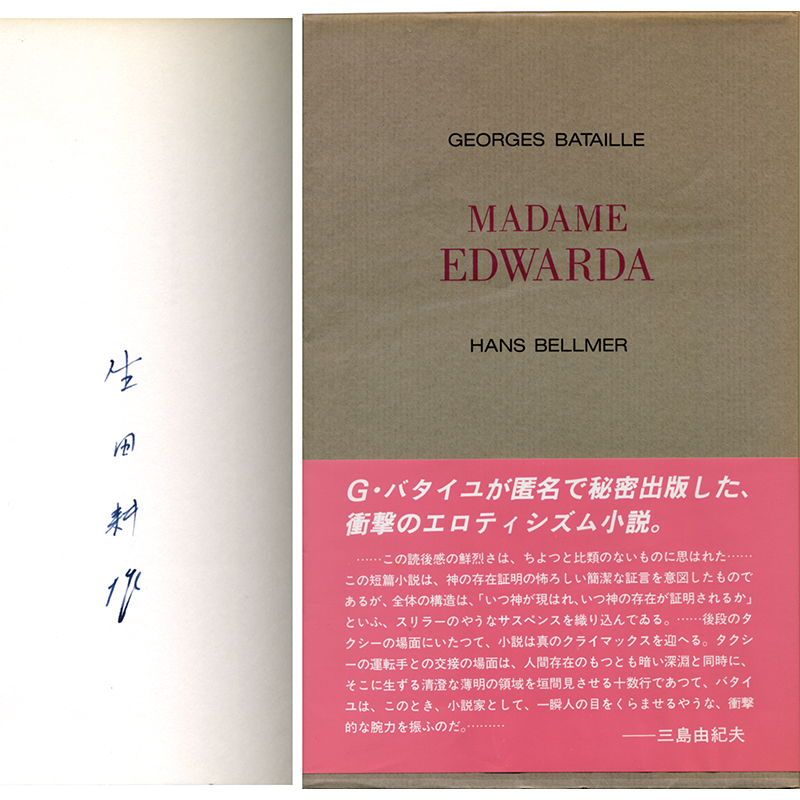 生
田
耕
作
GEORGES BATAILLE
MADAME
EDWARDA
HANS BELLMER
G・バタイユが匿名で秘密出版した、
衝撃のエロティシズム小説。
……この読後感の鮮烈さは、ちよつと比類のないものに思はれた……
この短篇小説は、神の存在証明の怖ろしい簡潔な証言を意図したもので
あるが、全体の構造は、「いつ神が現はれ、いつ神の存在が証明されるか」
といふ、スリラーのやうなサスペンスを織り込んでゐる。……後段のタ
クシーの場面にいたつて、小説は真のクライマックスを迎へる。タクシ
ーの運転手との交接の場面は、人間存在のもつとも暗い深淵と同時に、
そこに生ずる清澄な薄明の領域を垣間見させる十数行であつて、バタイ
ユは、このとき、小説家として、一瞬人の目をくらませるやうな、衝撃
的な腕力を振ふのだ。………
――三島由紀夫